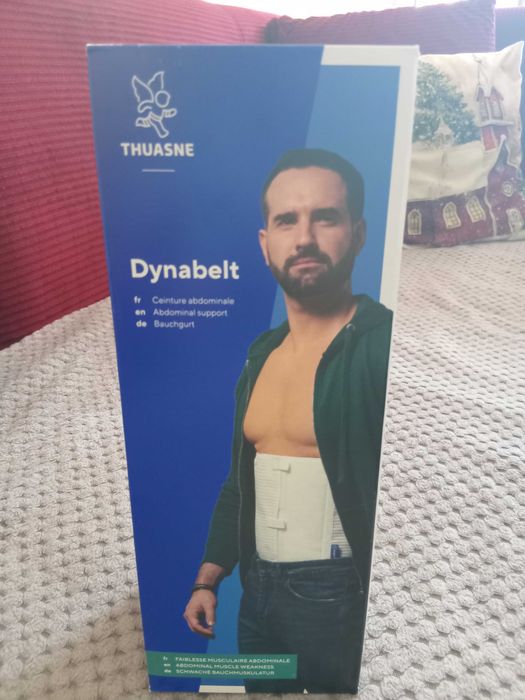 THUASNE
Dynabelt
fr Ceinture abdominale
en Abdominal support
de Bauchgurt
fr FAIBLESSE MUSCULAIRE ABDOMINALE
en ABDOMINAL MUSCLE WEAKNESS
de SCHWACHE BAUCHMUSKULATUR